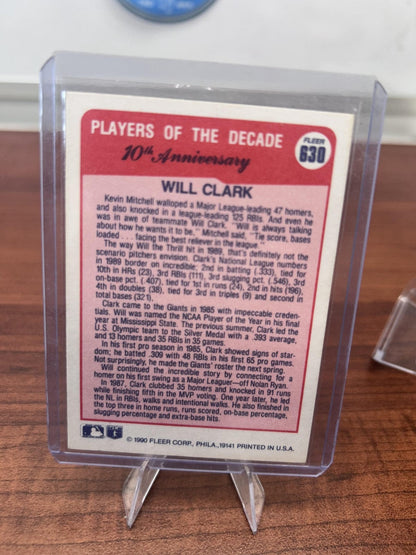 PLAYERS OF THE DECADE
10th Anniversary
FLEER
630
WILL CLARK
Kevin Mitchell walloped a Major League-leading 47 homers,
and also knocked in a league-leading 125 RBIs. And even he
was in awe of teammate Will Clark. "Will is always talking
about how he wants it to be," Mitchell said, "Tie score, bases
loaded . . . facing the best reliever in the league."
The way Will the Thrill hit in 1989, that's definitely not the
scenario pitchers envision. Clark's National League numbers
in 1989 border on incredible: 2nd in batting (.333), tied for
10th in HRs (23), 3rd RBIs (111), 3rd slugging pct. (.546), 3rd
on-base pct. (.407), tied for 1st in runs (24), 2nd in hits (196),
4th in doubles (38), tied for 3rd in triples (9) and second in
total bases (321).
Clark came to the Giants in 1985 with impeccable creden-
tials. Will was named the NCAA Player of the Year in his final
year at Mississippi State. The previous summer, Clark led the
U.S. Olympic team to the Silver Medal with a .393 average,
and 13 homers and 35 RBIs in 35 games.
In his first pro season in 1985, Clark showed signs of star-
dom; he batted .309 with 48 RBIs in his first 65 pro games.
Not surprisingly, he made the Giants' roster the next spring.
Will continued the incredible story by connecting for a
homer on his first swing as a Major Leaguer—off Nolan Ryan.
In 1987, Clark clubbed 35 homers and knocked in 91 runs
while finishing fifth in the MVP voting. One year later, he led
the NL in RBIs, walks and intentional walks. He also finished in
the top three in home runs, runs scored, on-base percentage,
slugging percentage and extra-base hits.
© 1990 FLEER CORP., PHILA., 19141 PRINTED IN U.S.A.